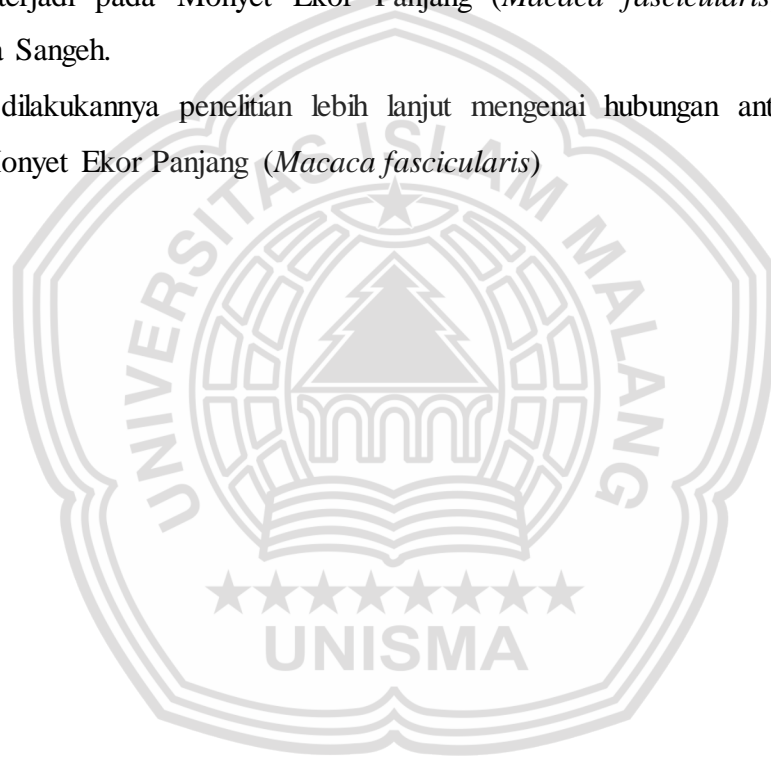 terjadi pada Monyet Ekor Panjang (Macaca fascicularis
a Sangeh.
dilakukannya penelitian lebih lanjut mengenai hubungan ant
Monyet Ekor Panjang (Macaca fascicularis)
UNIVERSITAS ISLAM MALANG
UNISMA